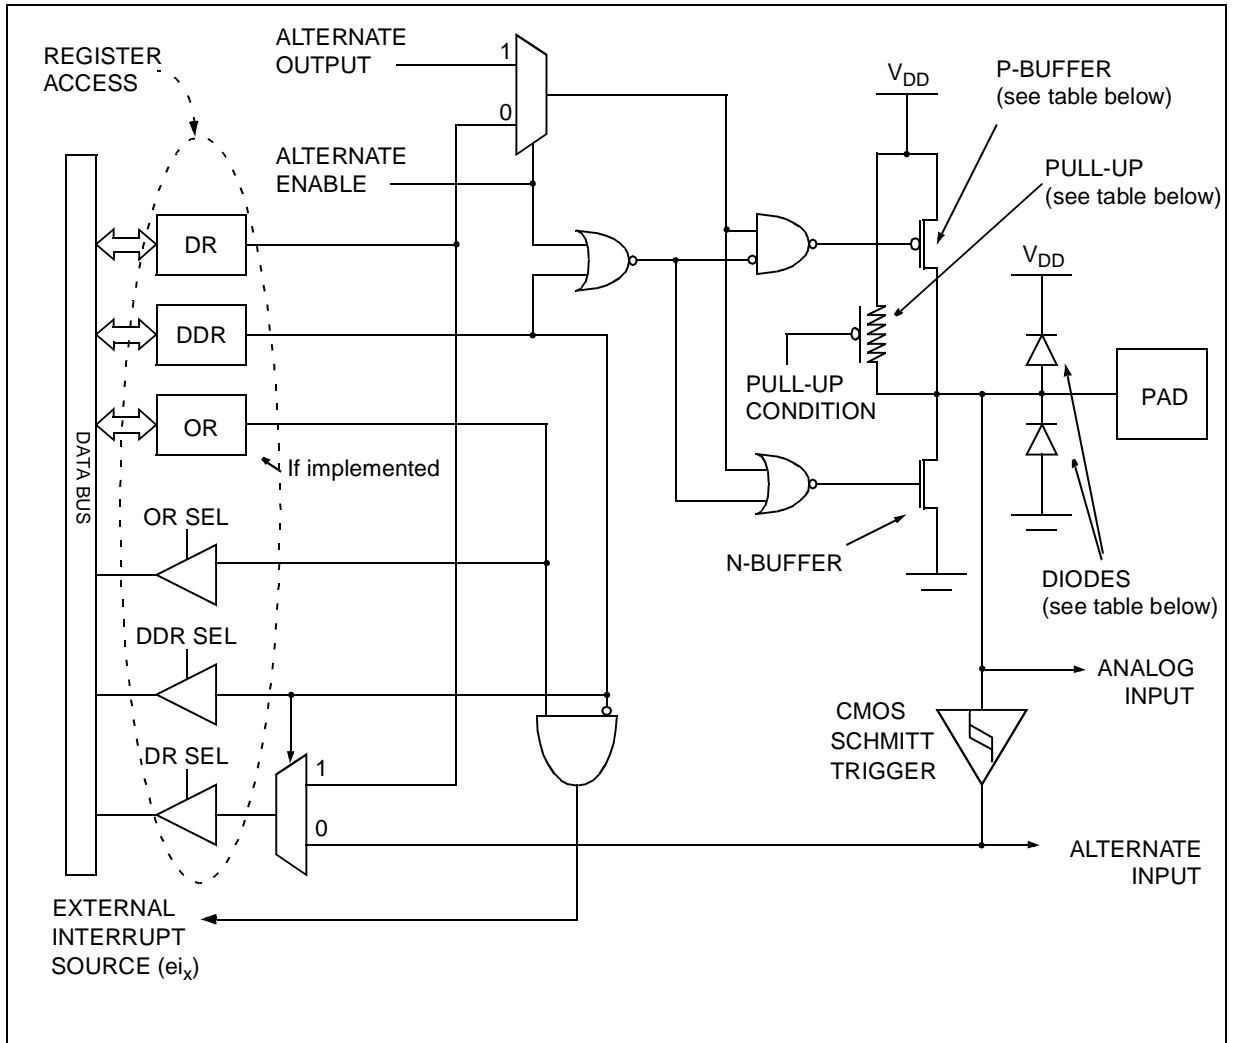 REGISTER
ACCESS
ALTERNATE
OUTPUT
1
0
ALTERNATE
ENABLE
VDD
P-BUFFER
(see table below)
PULL-UP
(see table below)
DR
DDR
OR
If implemented
DATA BUS
PULL-UP
CONDITION
VDD
PAD
OR SEL
N-BUFFER
DIODES
(see table below)
DDR SEL
ANALOG
INPUT
CMOS
SCHMITT
TRIGGER
DR SEL
1
0
ALTERNATE
INPUT
EXTERNAL
INTERRUPT
SOURCE (eix)